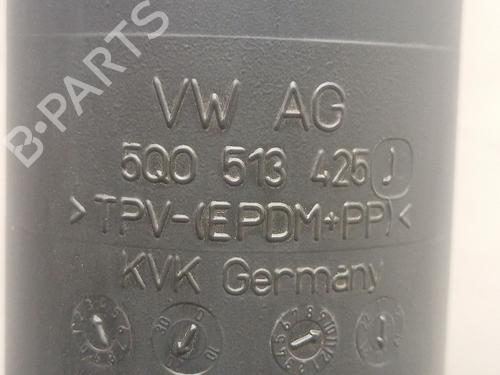 B-PARTS
VW AG
5Q0 513 425 J
>TPV-(EPDM+PP)<
KVK Germany